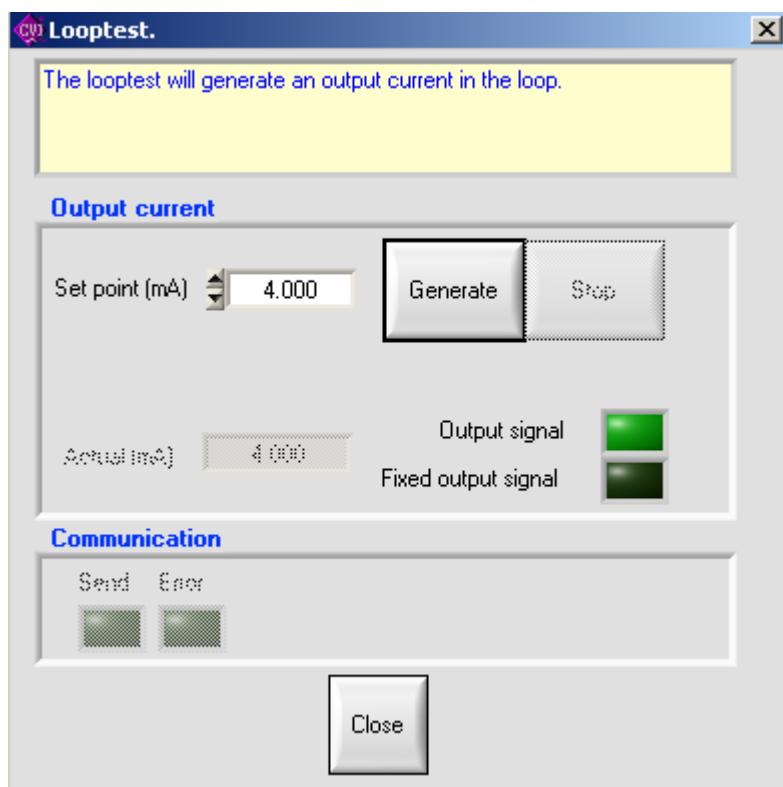 CVI Looptest.
The looptest will generate an output current in the loop.
Output current
Set point (mA) 4.000 Generate Stop
Output signal
Actual (mA) 4.000
Fixed output signal
Communication
Send Error
Close